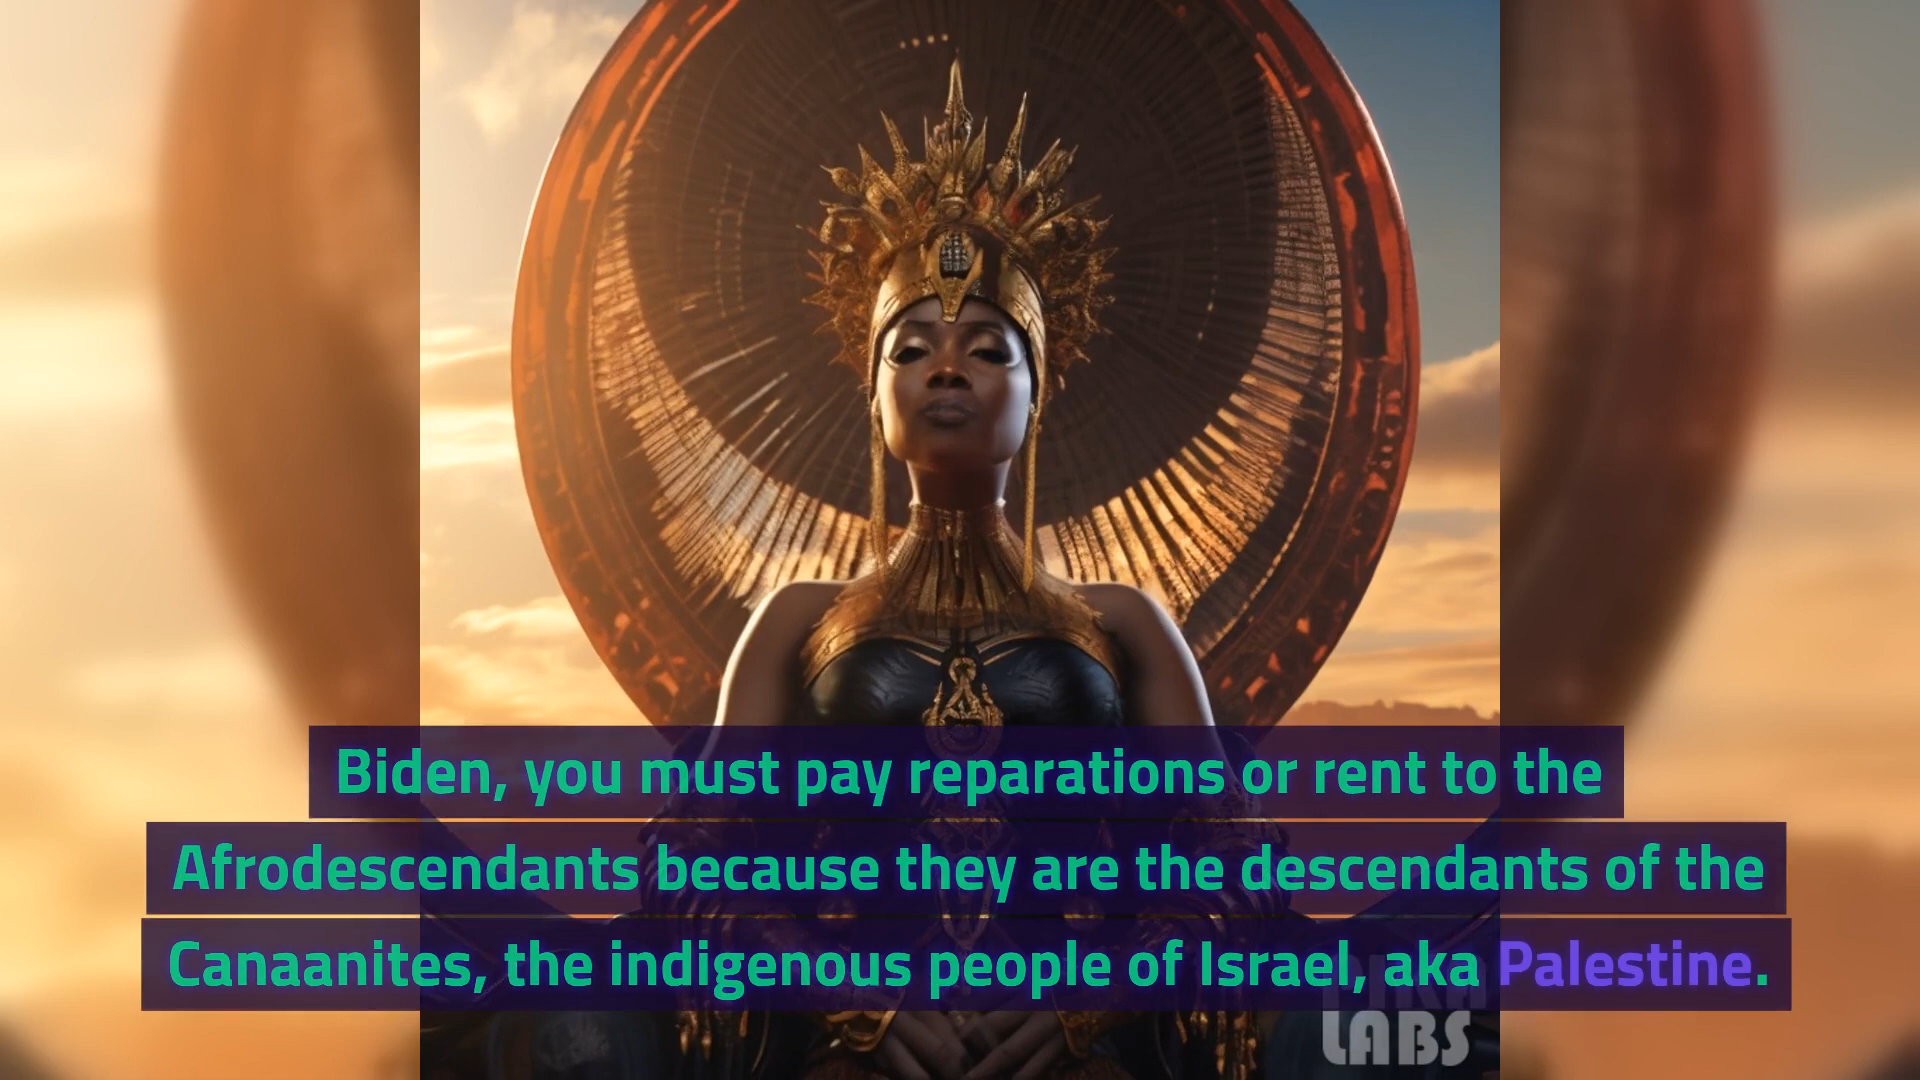 Biden, you must pay reparations or rent to the
Afrodescendants because they are the descendants of the
Canaanites, the indigenous people of Israel, aka Palestine.
PIKA
LABS